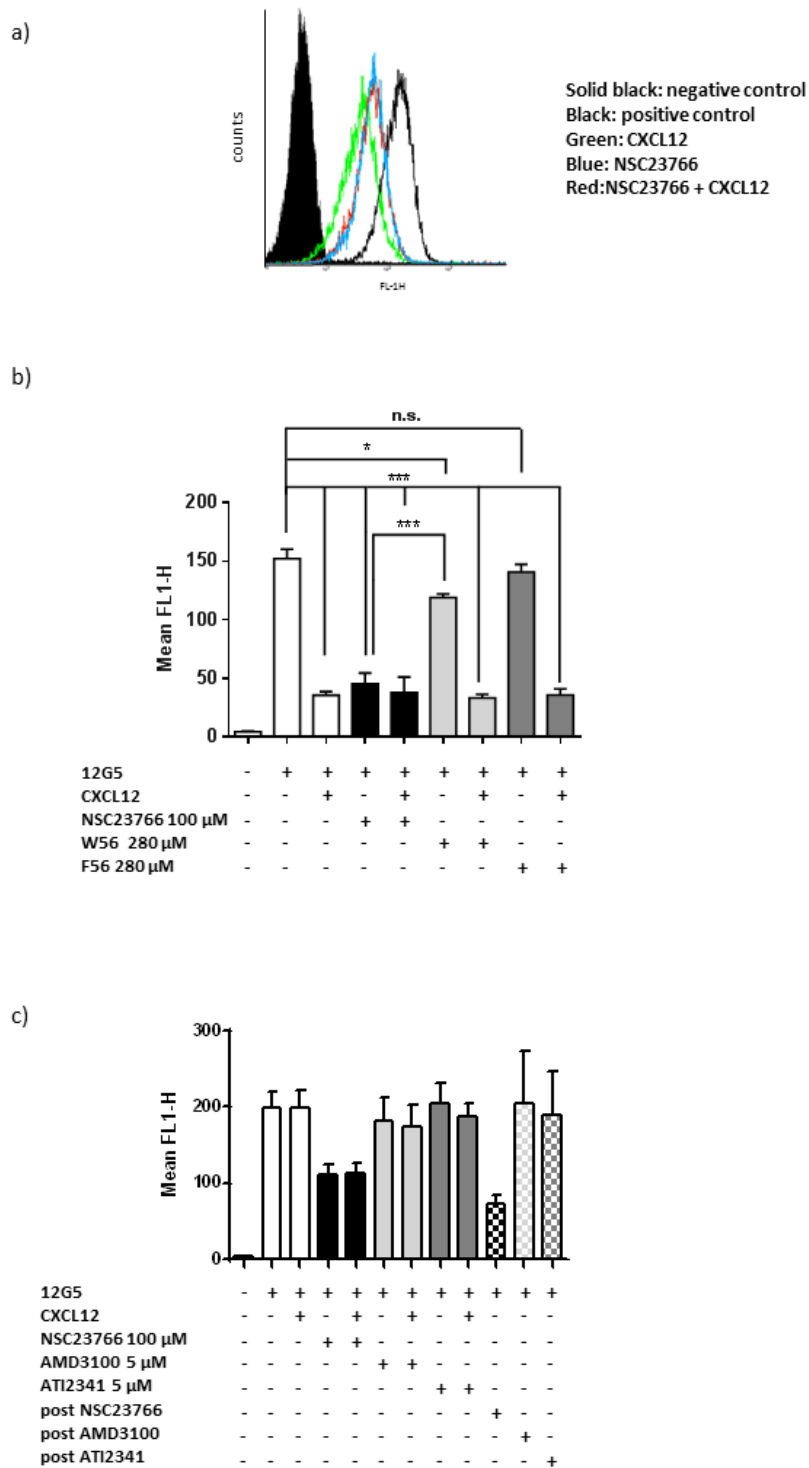 a)
counts
FL-1H
Solid black: negative control
Black: positive control
Green: CXCL12
Blue: NSC23766
Red:NSC23766 + CXCL12
b)
n.s.
*
***
***
Mean FL1-H
200
150
100
50
0
12G5 - + + + + + + + +
CXCL12 - - + - + - + - +
NSC23766 100 µM - - - + + - - - -
W56 280 µM - - - - - + + - -
F56 280 µM - - - - - - - + +
c)
Mean FL1-H
300
200
100
0
12G5 - + + + + + + + + + + +
CXCL12 - - + - + - + - + - - -
NSC23766 100 µM - - - + + - - - - - - -
AMD3100 5 µM - - - - - + + - - - - -
ATI2341 5 µM - - - - - - - + + - - -
post NSC23766 - - - - - - - - - + - -
post AMD3100 - - - - - - - - - - + -
post ATI2341 - - - - - - - - - - - +